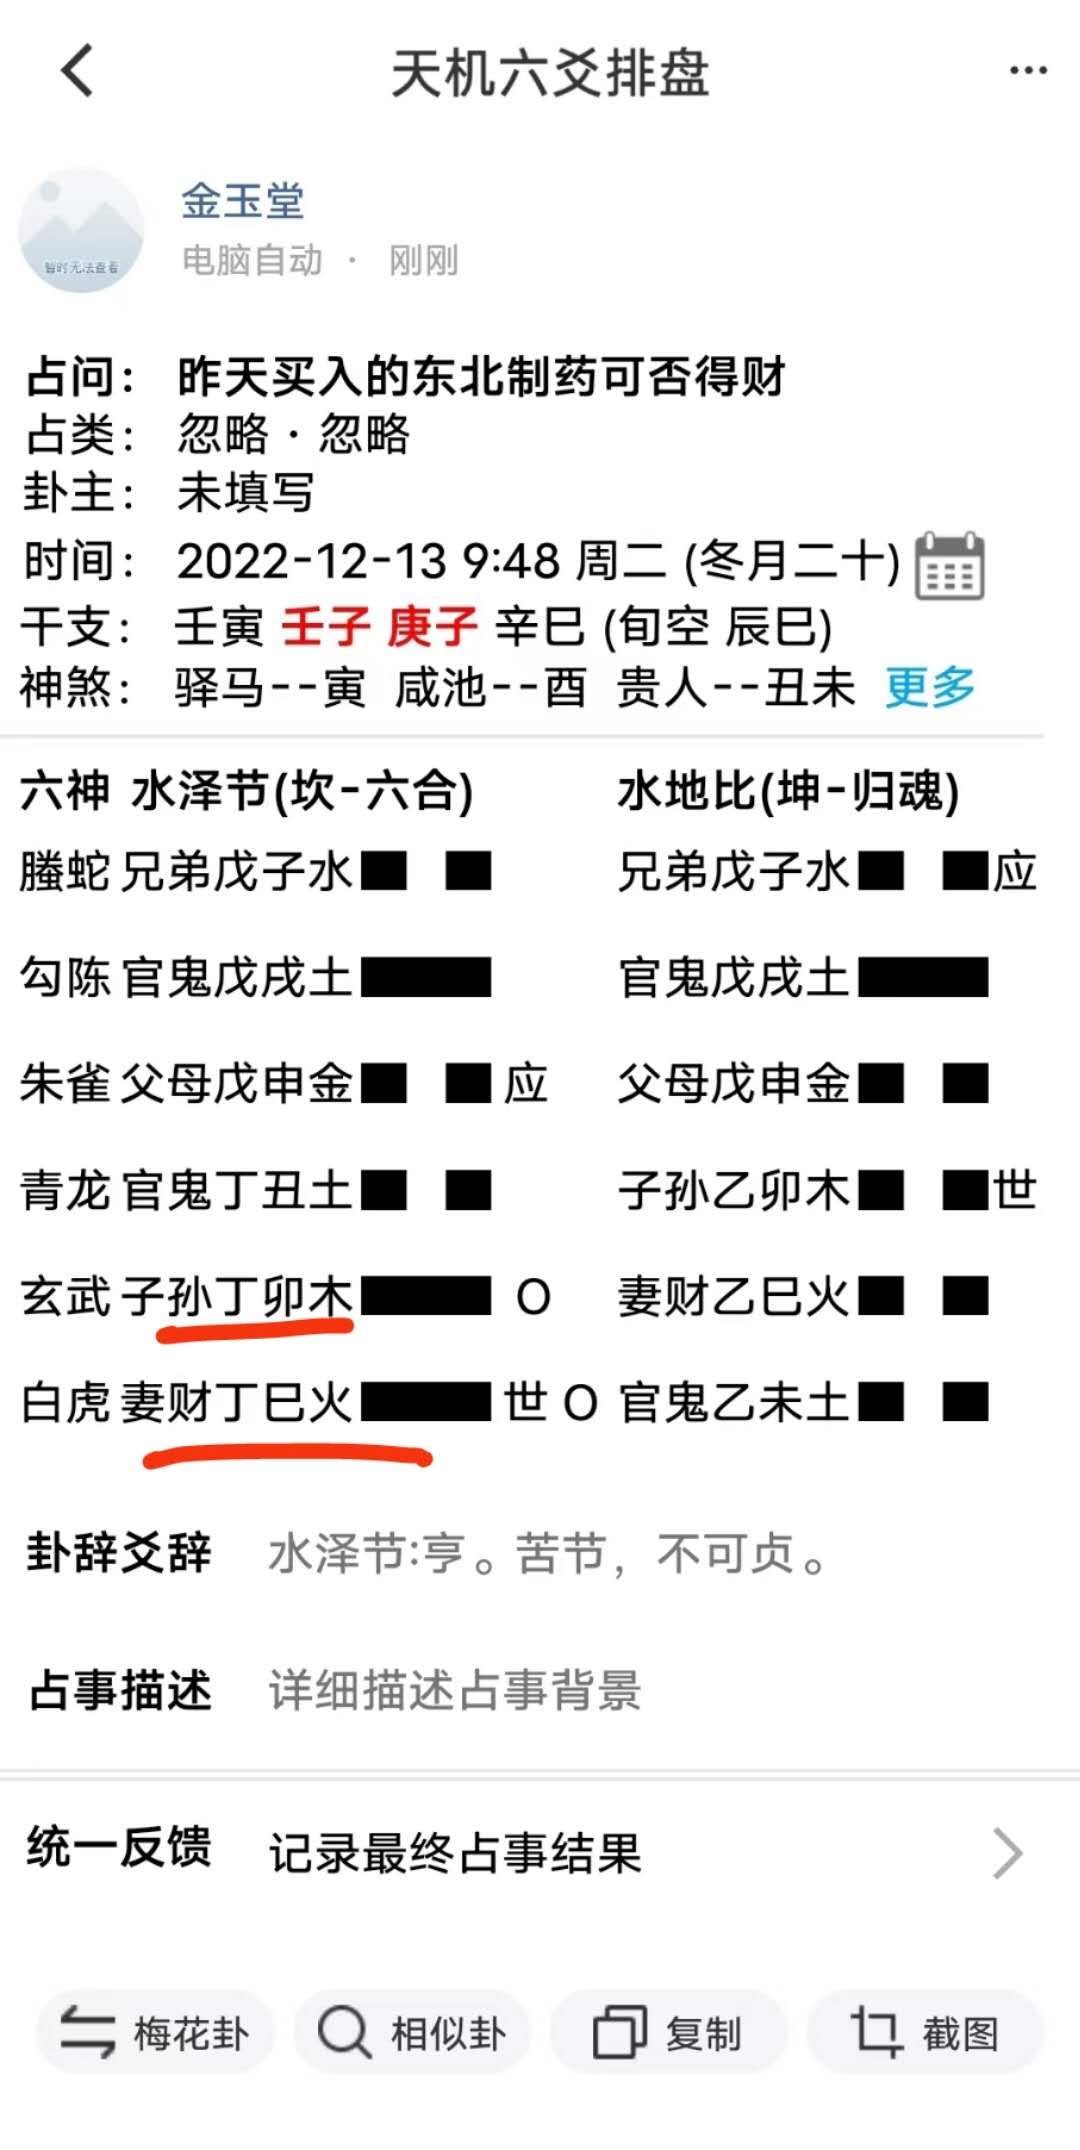 天机六爻排盘
金玉堂
暂时无法查看
电脑自动 · 刚刚
占问： 昨天买入的东北制药可否得财
占类： 忽略 · 忽略
卦主： 未填写
时间： 2022-12-13 9:48 周二 (冬月二十)
干支： 壬寅 壬子 庚子 辛巳 (旬空 辰巳)
神煞： 驿马--寅 咸池--酉 贵人--丑未 更多
六神 水泽节(坎-六合) 水地比(坤-归魂)
螣蛇 兄弟戊子水 兄弟戊子水 应
勾陈 官鬼戊戌土 官鬼戊戌土
朱雀 父母戊申金 应 父母戊申金
青龙 官鬼丁丑土 子孙乙卯木 世
玄武 子孙丁卯木 O 妻财乙巳火
白虎 妻财丁巳火 世 O 官鬼乙未土
卦辞爻辞 水泽节:亨。苦节，不可贞。
占事描述 详细描述占事背景
统一反馈 记录最终占事结果
梅花卦 相似卦 复制 截图